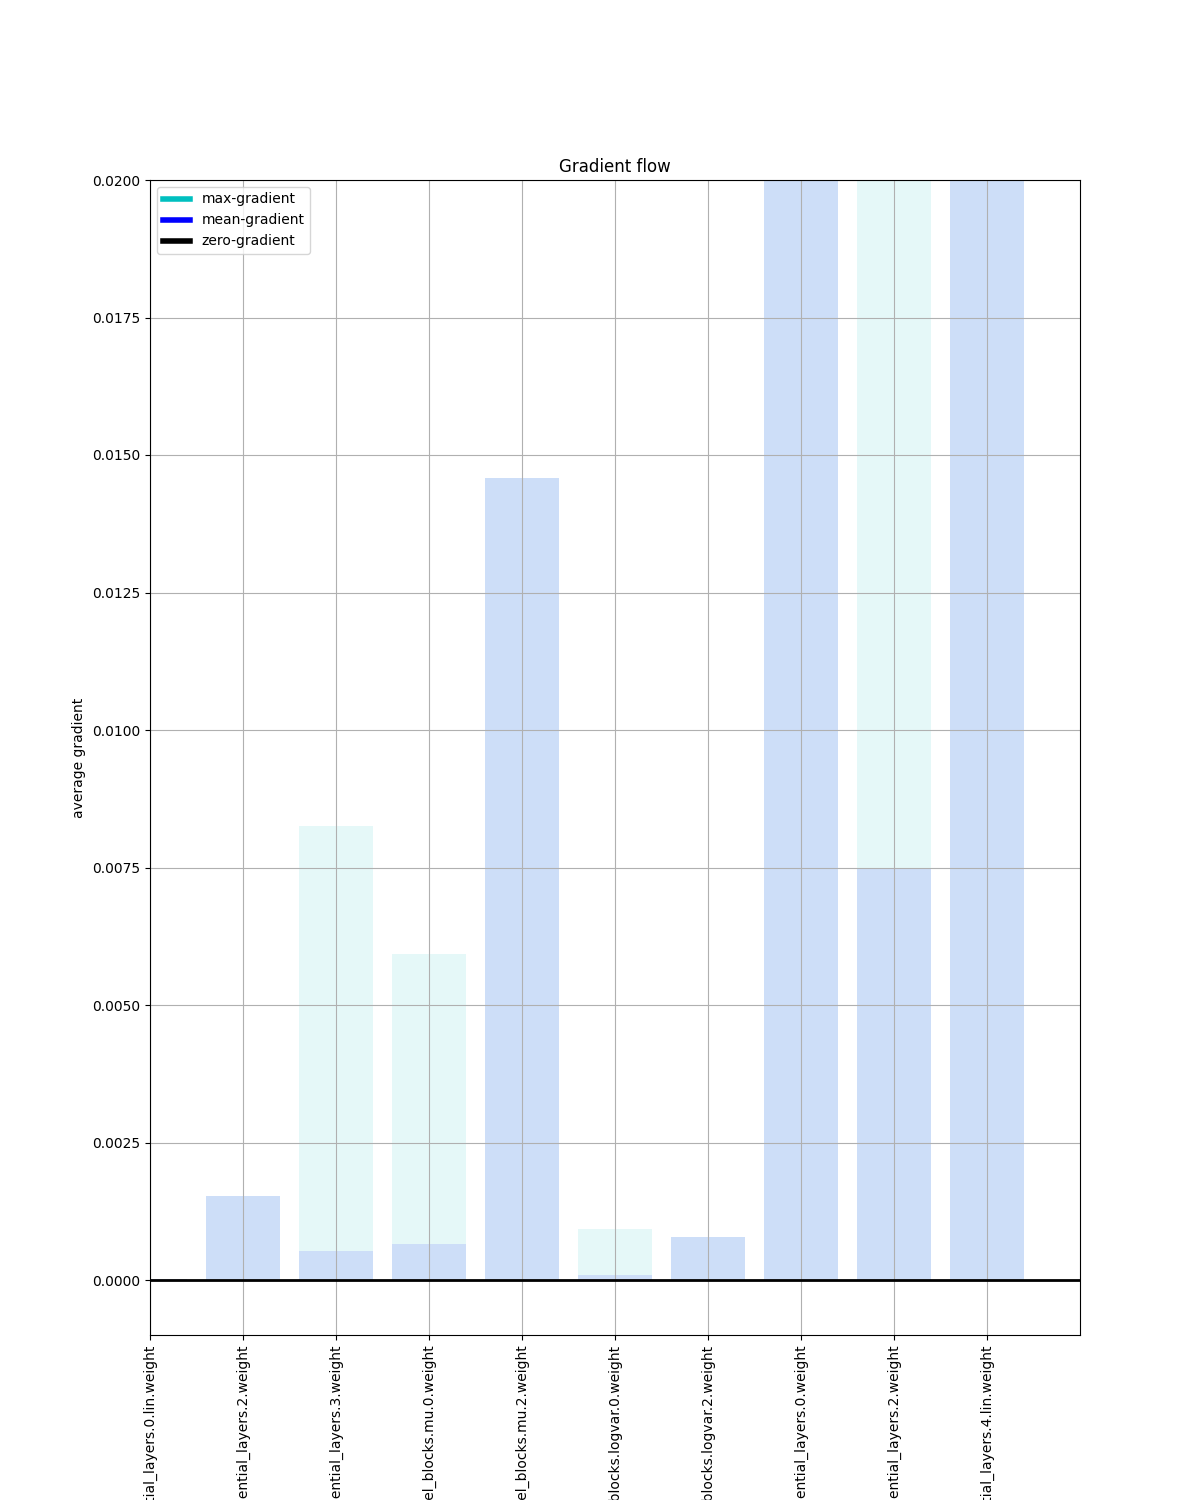 Gradient flow
max-gradient
mean-gradient
zero-gradient
0.0200
0.0175
0.0150
0.0125
0.0100
0.0075
0.0050
0.0025
0.0000
average gradient
tial_layers.0.lin.weight
ential_layers.2.weight
ential_layers.3.weight
el_blocks.mu.0.weight
el_blocks.mu.2.weight
blocks.logvar.0.weight
blocks.logvar.2.weight
ential_layers.0.weight
ential_layers.2.weight
tial_layers.4.lin.weight